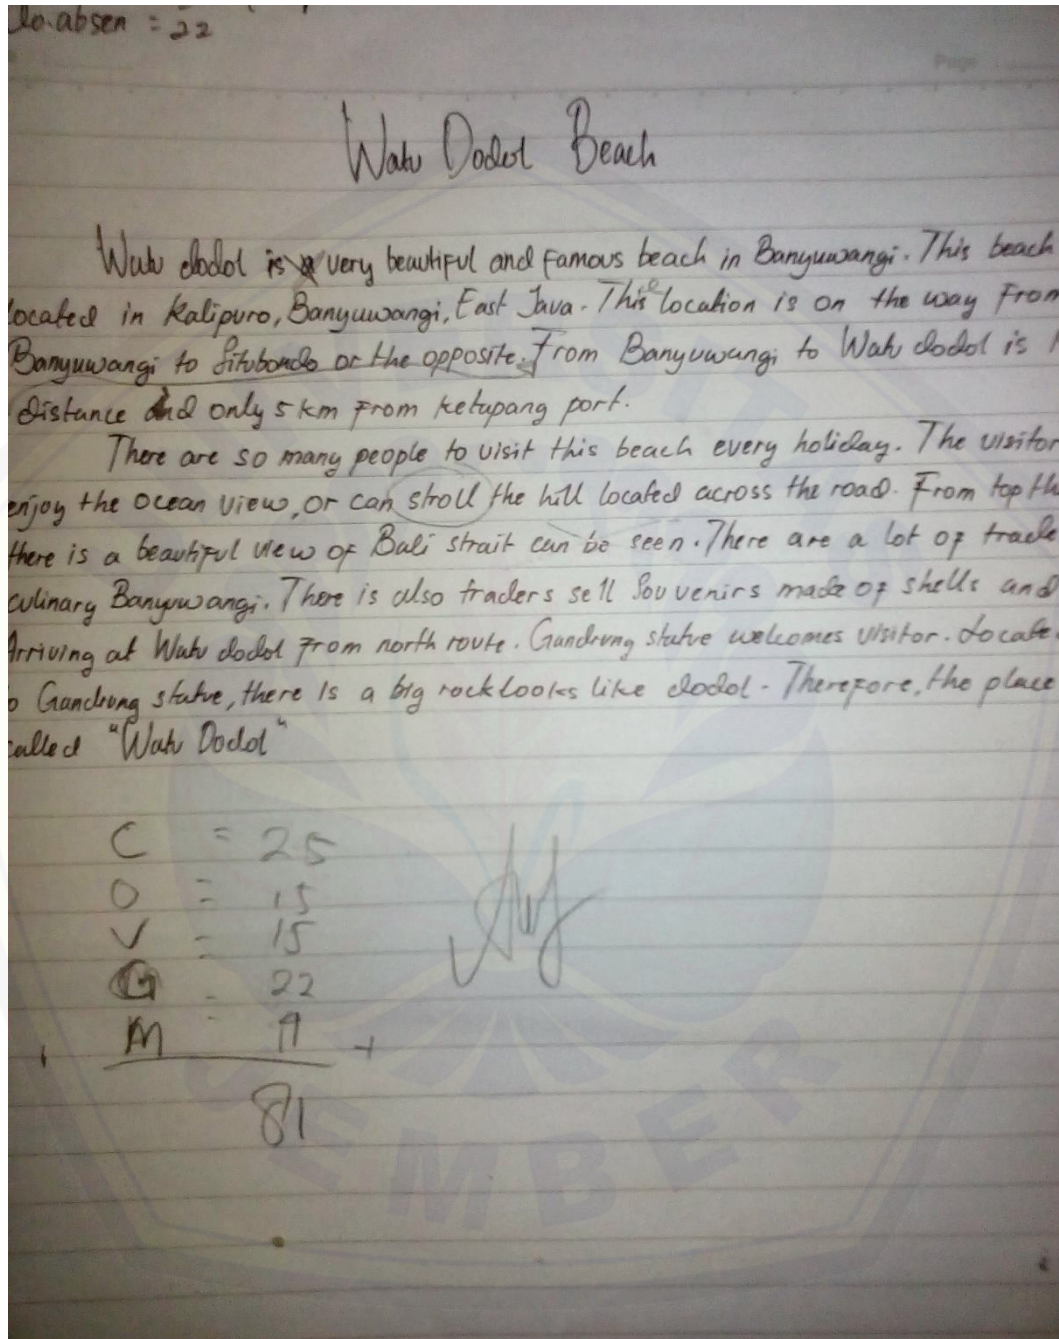 No.absen = 22
Page
Watu Dodol Beach
Watu dodol is very beautiful and famous beach in Banyuwangi. This beach
located in Kalipuro, Banyuwangi, East Java. This location is on the way from
Banyuwangi to Situbondo or the opposite. From Banyuwangi to Watu dodol is 1
distance and only 5 km from ketapang port.
There are so many people to visit this beach every holiday. The visitor
enjoy the ocean view, or can stroll the hill located across the road. From top th
there is a beautiful view of Bali strait can be seen. There are a lot of trade
culinary Banyuwangi. There is also traders sell souvenirs made of shells and
Arriving at Watu dodol from north route. Gandrung statue welcomes visitor. Locate
o Gandrung statue, there is a big rock looks like dodol - Therefore, the place
called "Watu Dodol"
C = 25
O = 15
V = 15
G = 22
M = 4 +
81
JEMBER